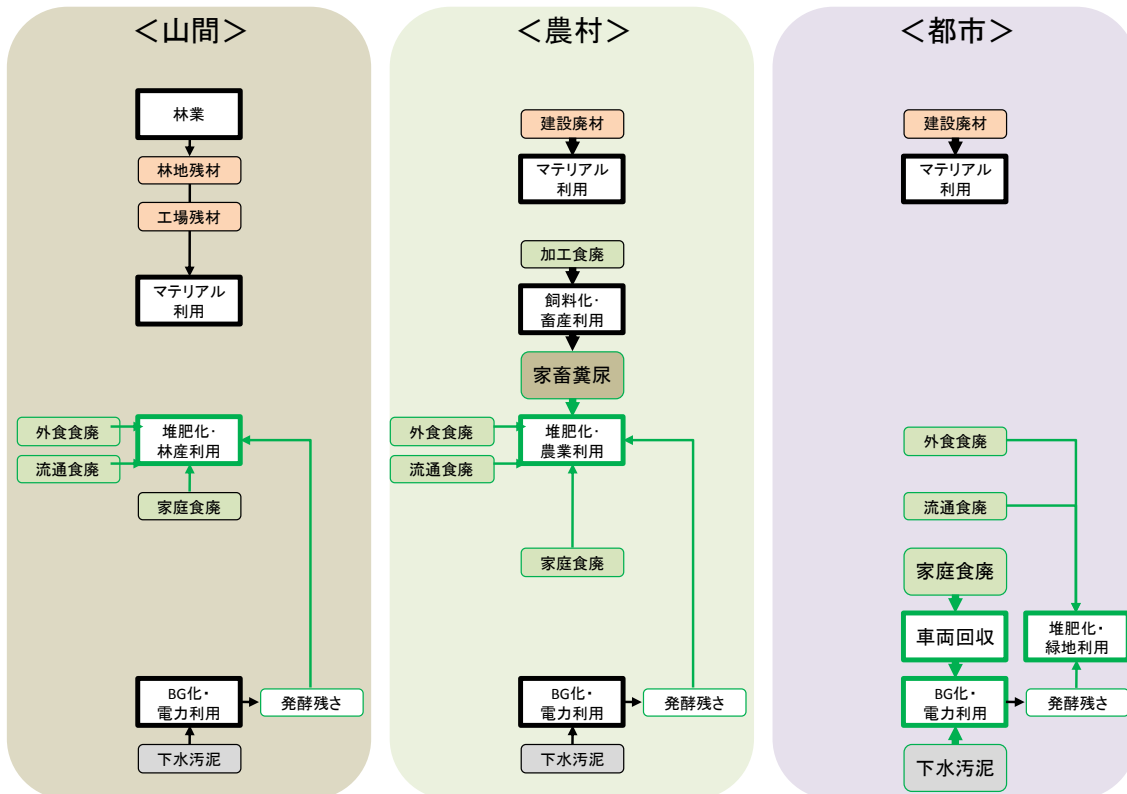 <山間>
林業
林地残材
工場残材
マテリアル
利用
外食食廃
流通食廃
堆肥化・
林産利用
家庭食廃
BG化・
電力利用
発酵残さ
下水汚泥
<農村>
建設廃材
マテリアル
利用
加工食廃
飼料化・
畜産利用
家畜糞尿
外食食廃
流通食廃
堆肥化・
農業利用
家庭食廃
BG化・
電力利用
発酵残さ
下水汚泥
<都市>
建設廃材
マテリアル
利用
外食食廃
流通食廃
家庭食廃
車両回収
堆肥化・
緑地利用
BG化・
電力利用
発酵残さ
下水汚泥